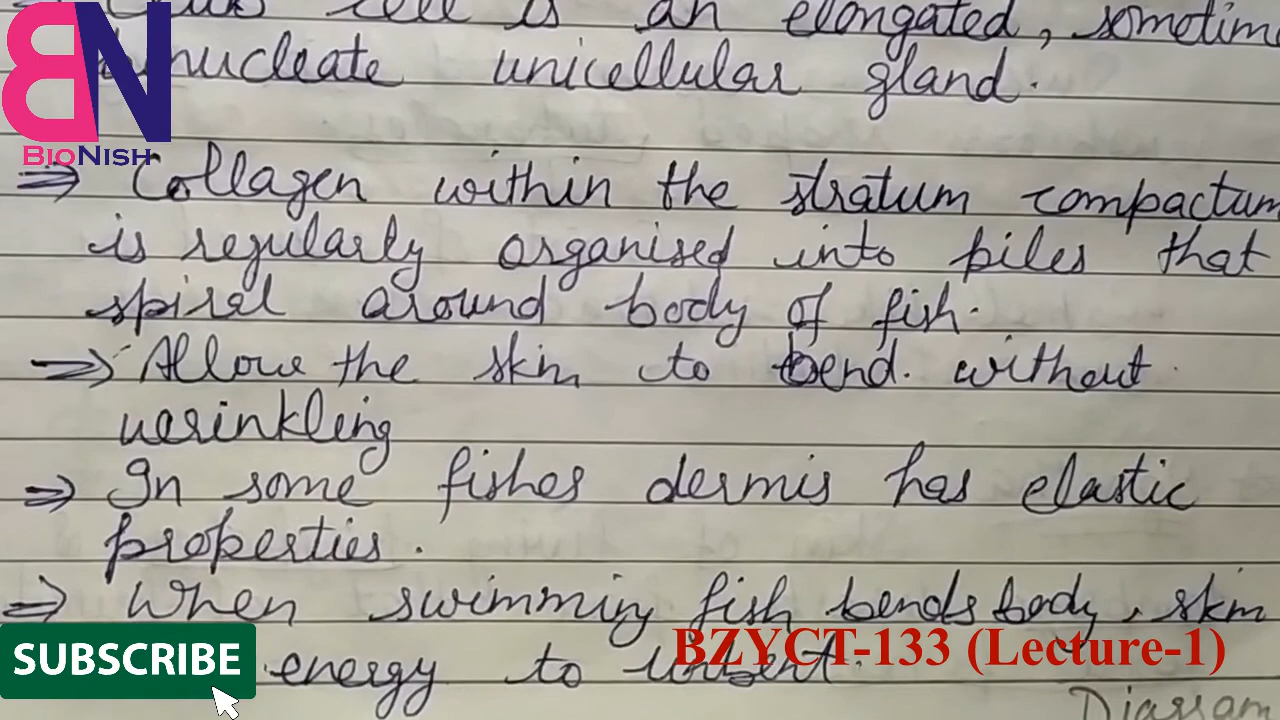 cell is an elongated, sometim
nucleate unicellular gland.
BN
BIONISH
⇒ Collagen within the stratum compactum
is regularly organised into piles that
spiral around body of fish.
⇒ Allow the skin to bend. without
wrinkling
⇒ In some fishes dermis has elastic
properties.
⇒ When swimming fish bends body, skin
energy to
SUBSCRIBE
BZYCT-133 (Lecture-1)
Diagram